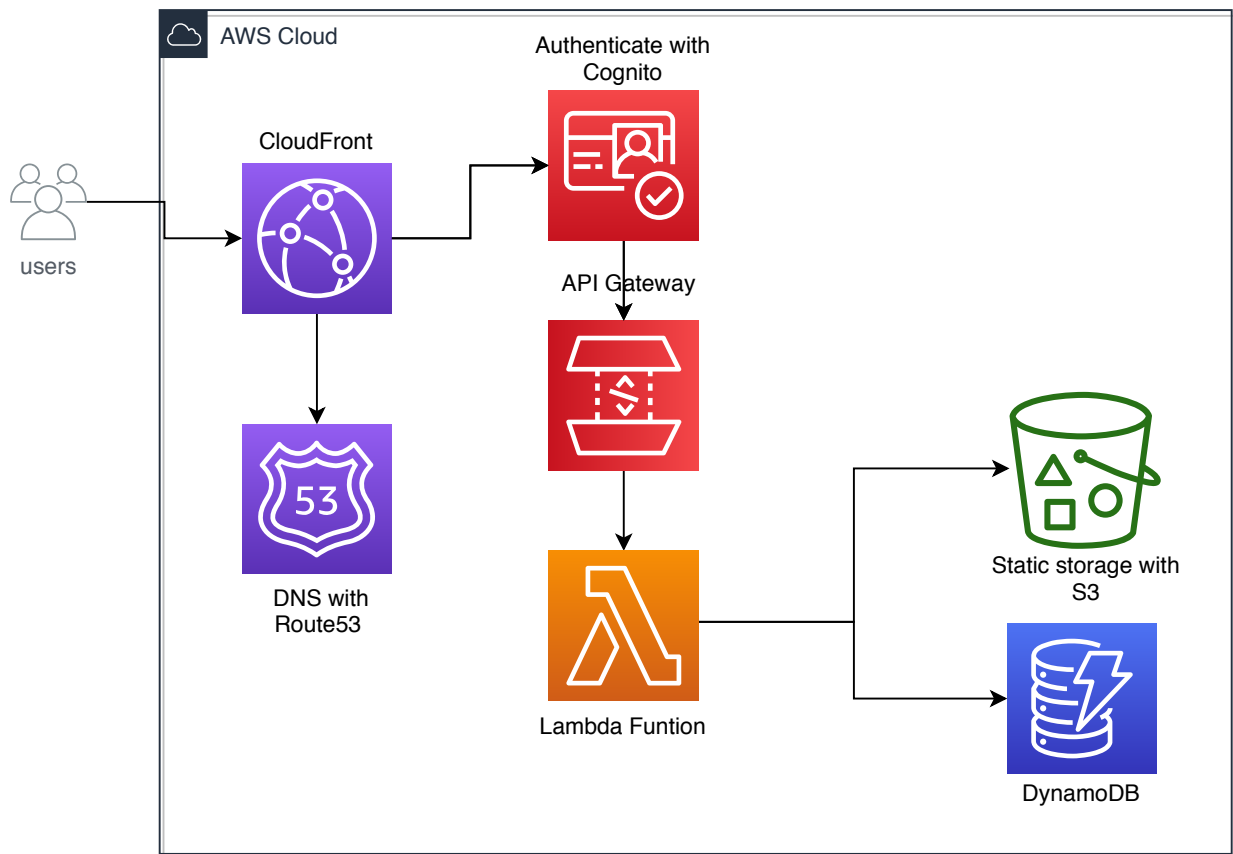 AWS Cloud
Authenticate with
Cognito
CloudFront
users
API Gateway
53
DNS with
Route53
Static storage with
S3
Lambda Funtion
DynamoDB